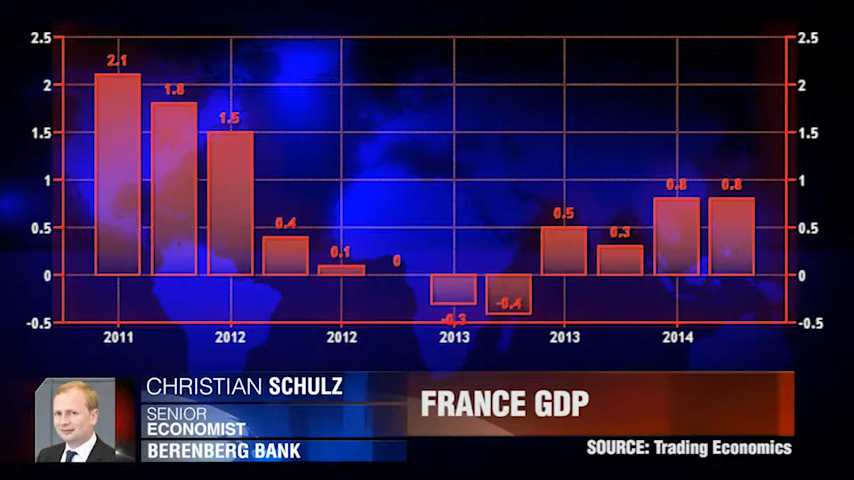 2.5 2.5
2.1
2 2
1.8
1.5 1.5
1.5
1 1
0.8 0.8
0.5 0.5
0.5
0.4
0.3
0.1
0
0 0
-0.3
-0.4
-0.5 -0.5
2011 2012 2012 2013 2013 2014
CHRISTIAN SCHULZ
SENIOR
ECONOMIST
BERENBERG BANK
FRANCE GDP
SOURCE: Trading Economics